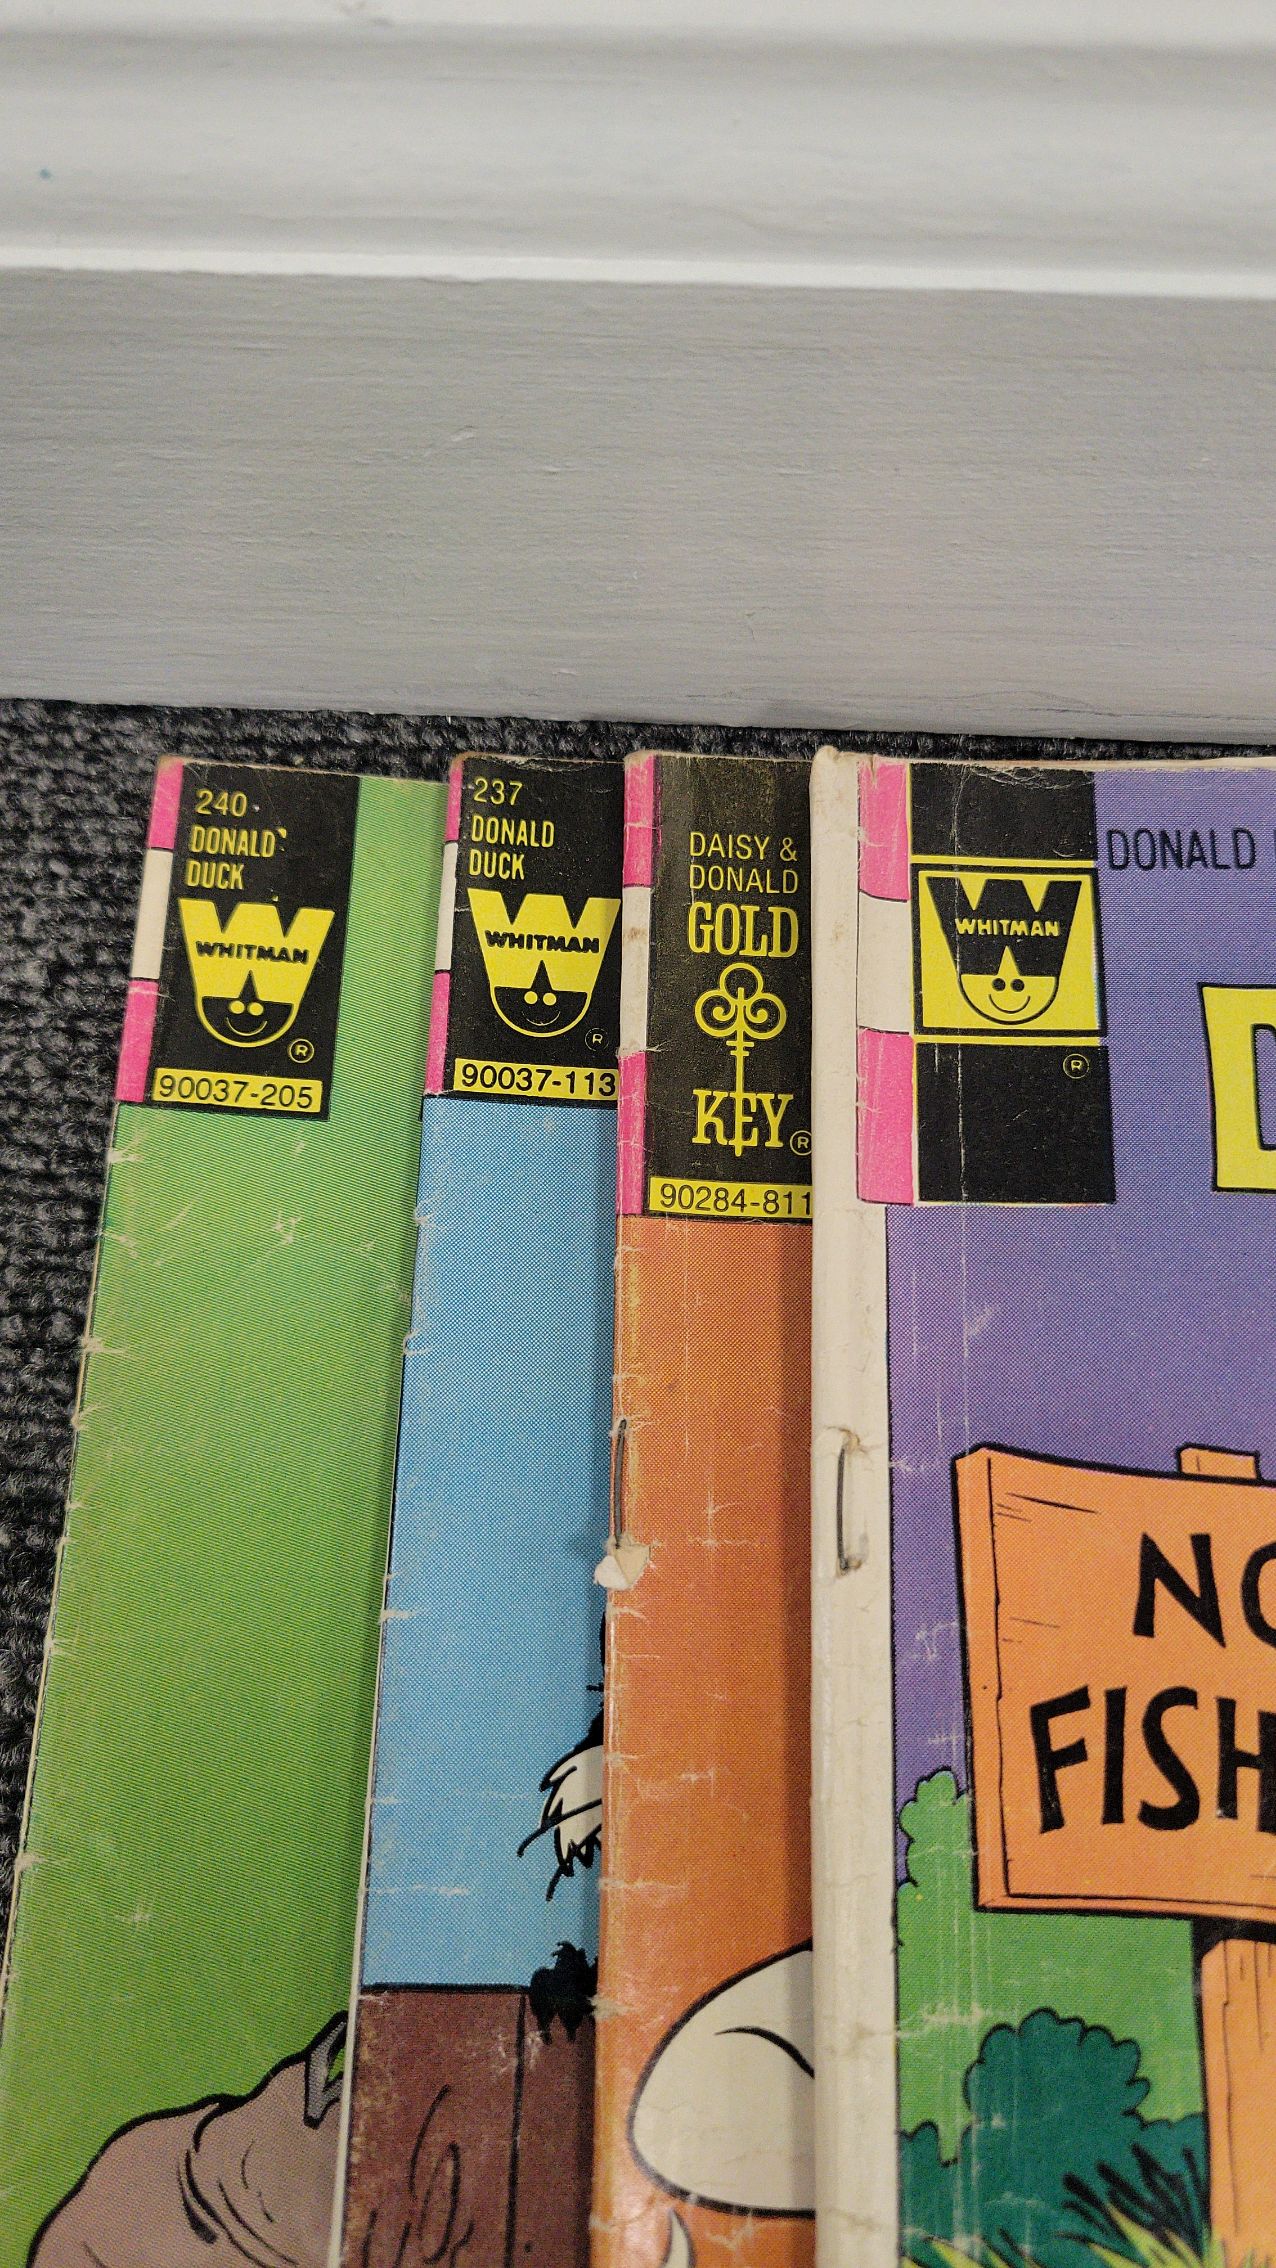 240
DONALD
DUCK
WHITMAN
®
90037-205
237
DONALD
DUCK
WHITMAN
®
90037-113
DAISY &
DONALD
GOLD
KEY®
90284-811
DONALD
WHITMAN
®
D
NO
FISH